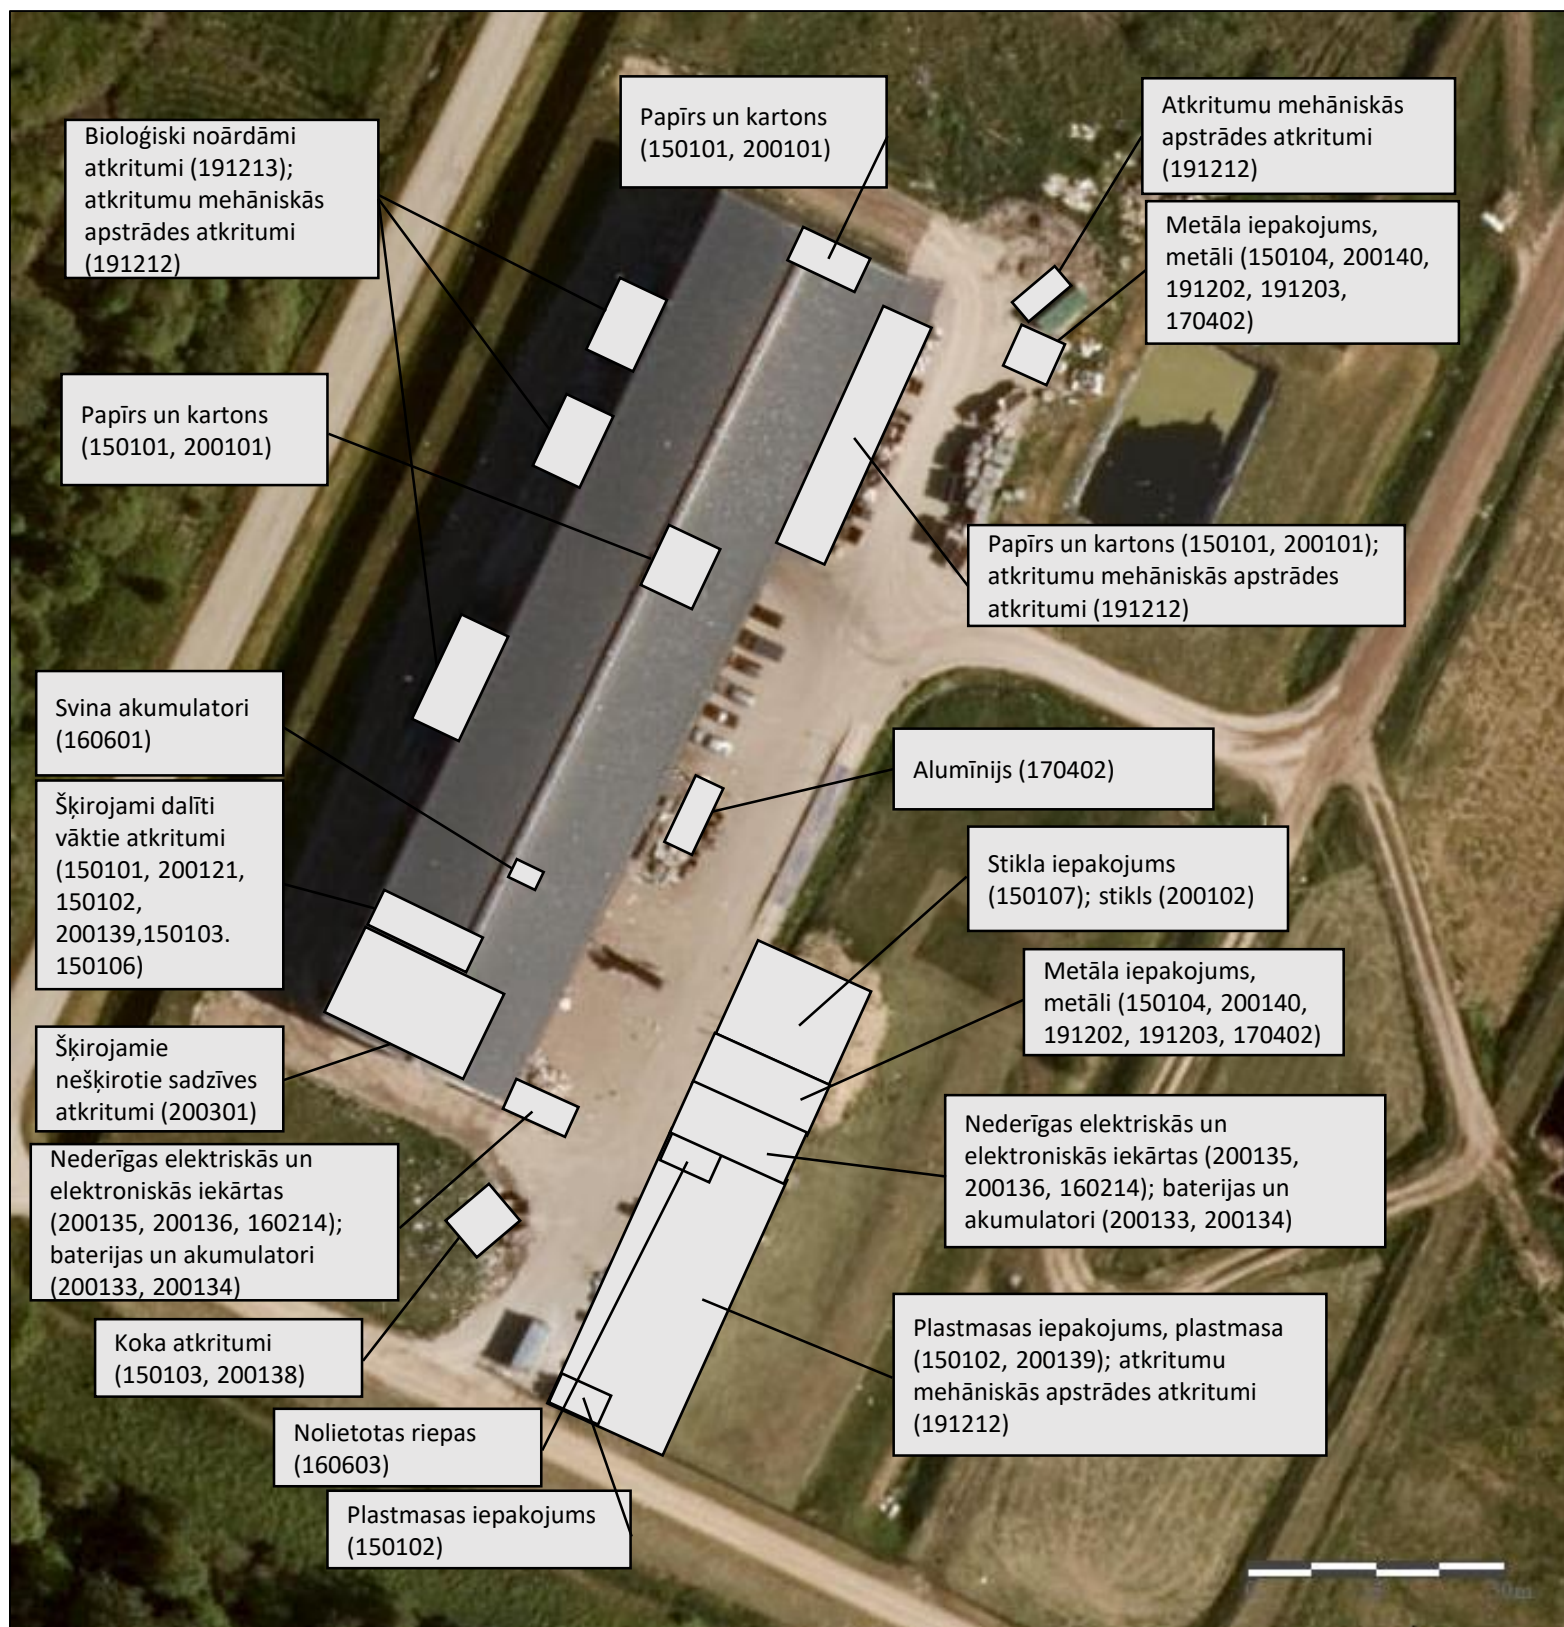 Papīrs un kartons
(150101, 200101)
Atkritumu mehāniskās
apstrādes atkritumi
(191212)
Bioloģiski noārdāmi
atkritumi (191213);
atkritumu mehāniskās
apstrādes atkritumi
(191212)
Metāla iepakojums,
metāli (150104, 200140,
191202, 191203,
170402)
Papīrs un kartons
(150101, 200101)
Papīrs un kartons (150101, 200101);
atkritumu mehāniskās apstrādes
atkritumi (191212)
Svina akumulatori
(160601)
Alumīnijs (170402)
Šķirojami dalīti
vāktie atkritumi
(150101, 200121,
150102,
200139,150103.
150106)
Stikla iepakojums
(150107); stikls (200102)
Metāla iepakojums,
metāli (150104, 200140,
191202, 191203, 170402)
Šķirojamie
nešķirotie sadzīves
atkritumi (200301)
Nederīgas elektriskās un
elektroniskās iekārtas (200135,
200136, 160214); baterijas un
akumulatori (200133, 200134)
Nederīgas elektriskās un
elektroniskās iekārtas
(200135, 200136, 160214);
baterijas un akumulatori
(200133, 200134)
Koka atkritumi
(150103, 200138)
Plastmasas iepakojums, plastmasa
(150102, 200139); atkritumu
mehāniskās apstrādes atkritumi
(191212)
Nolietotas riepas
(160603)
Plastmasas iepakojums
(150102)